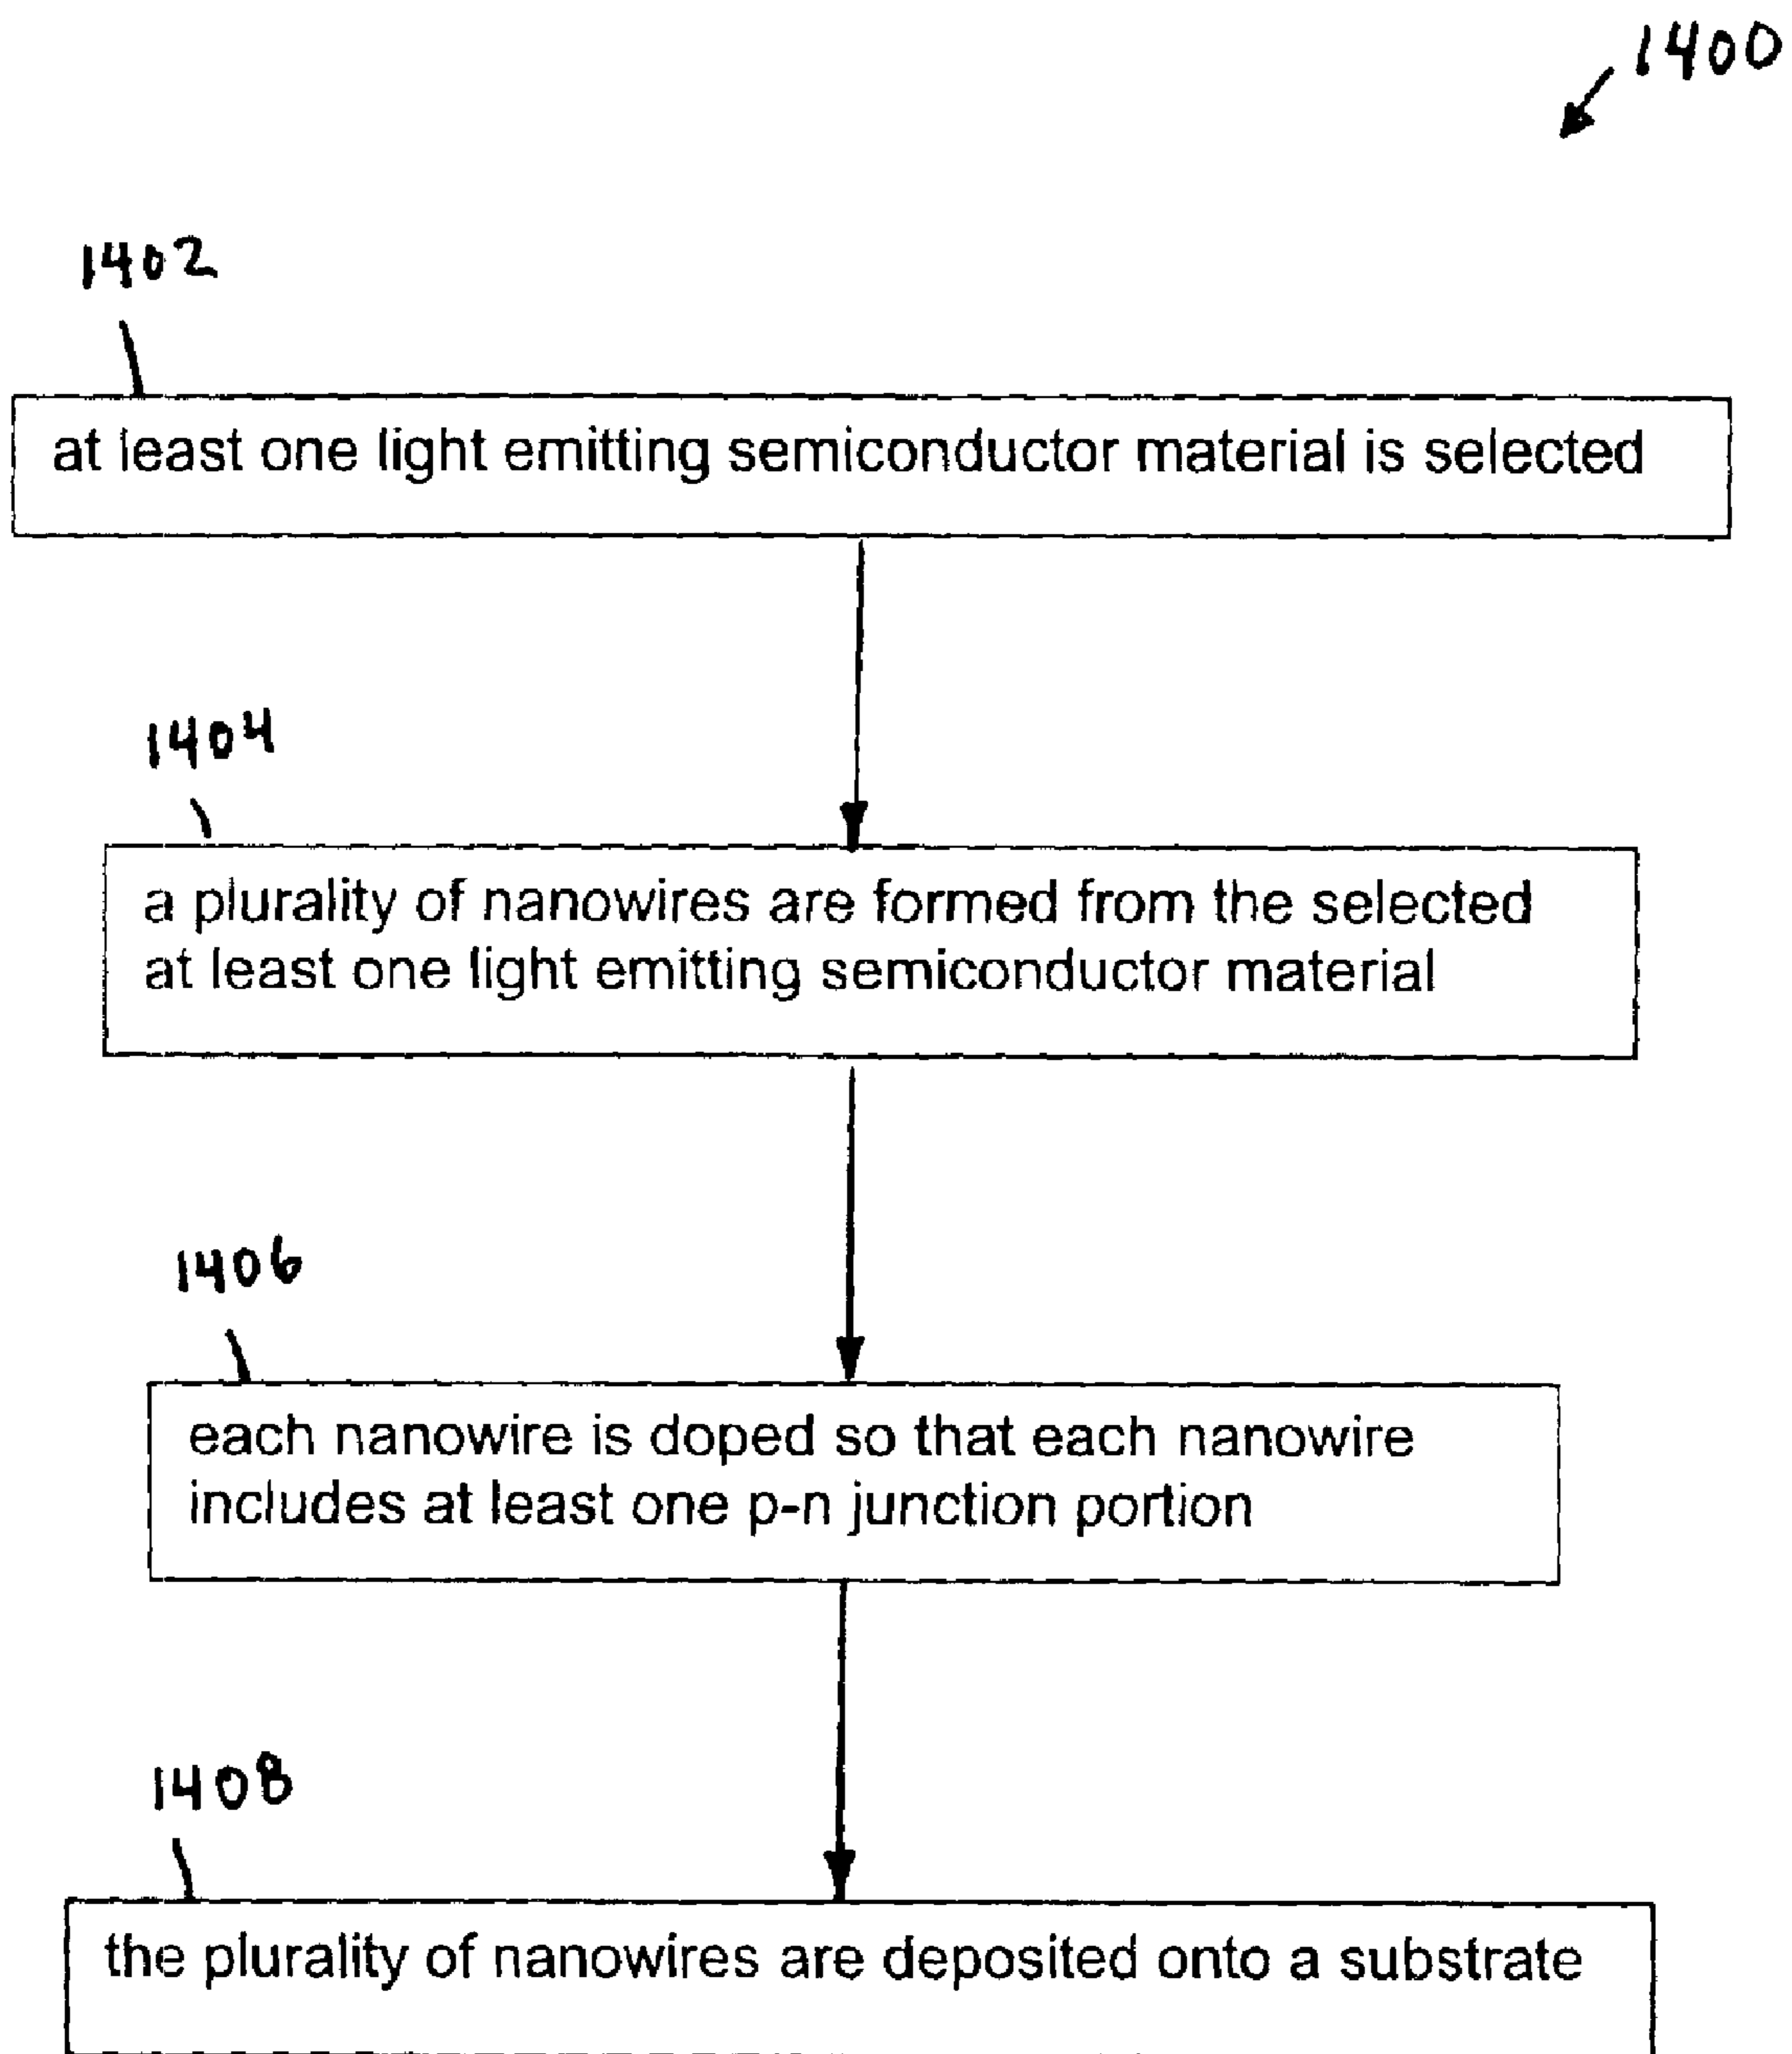 1400
1402
at least one light emitting semiconductor material is selected
1404
a plurality of nanowires are formed from the selected
at least one light emitting semiconductor material
1406
each nanowire is doped so that each nanowire
includes at least one p-n junction portion
1408
the plurality of nanowires are deposited onto a substrate